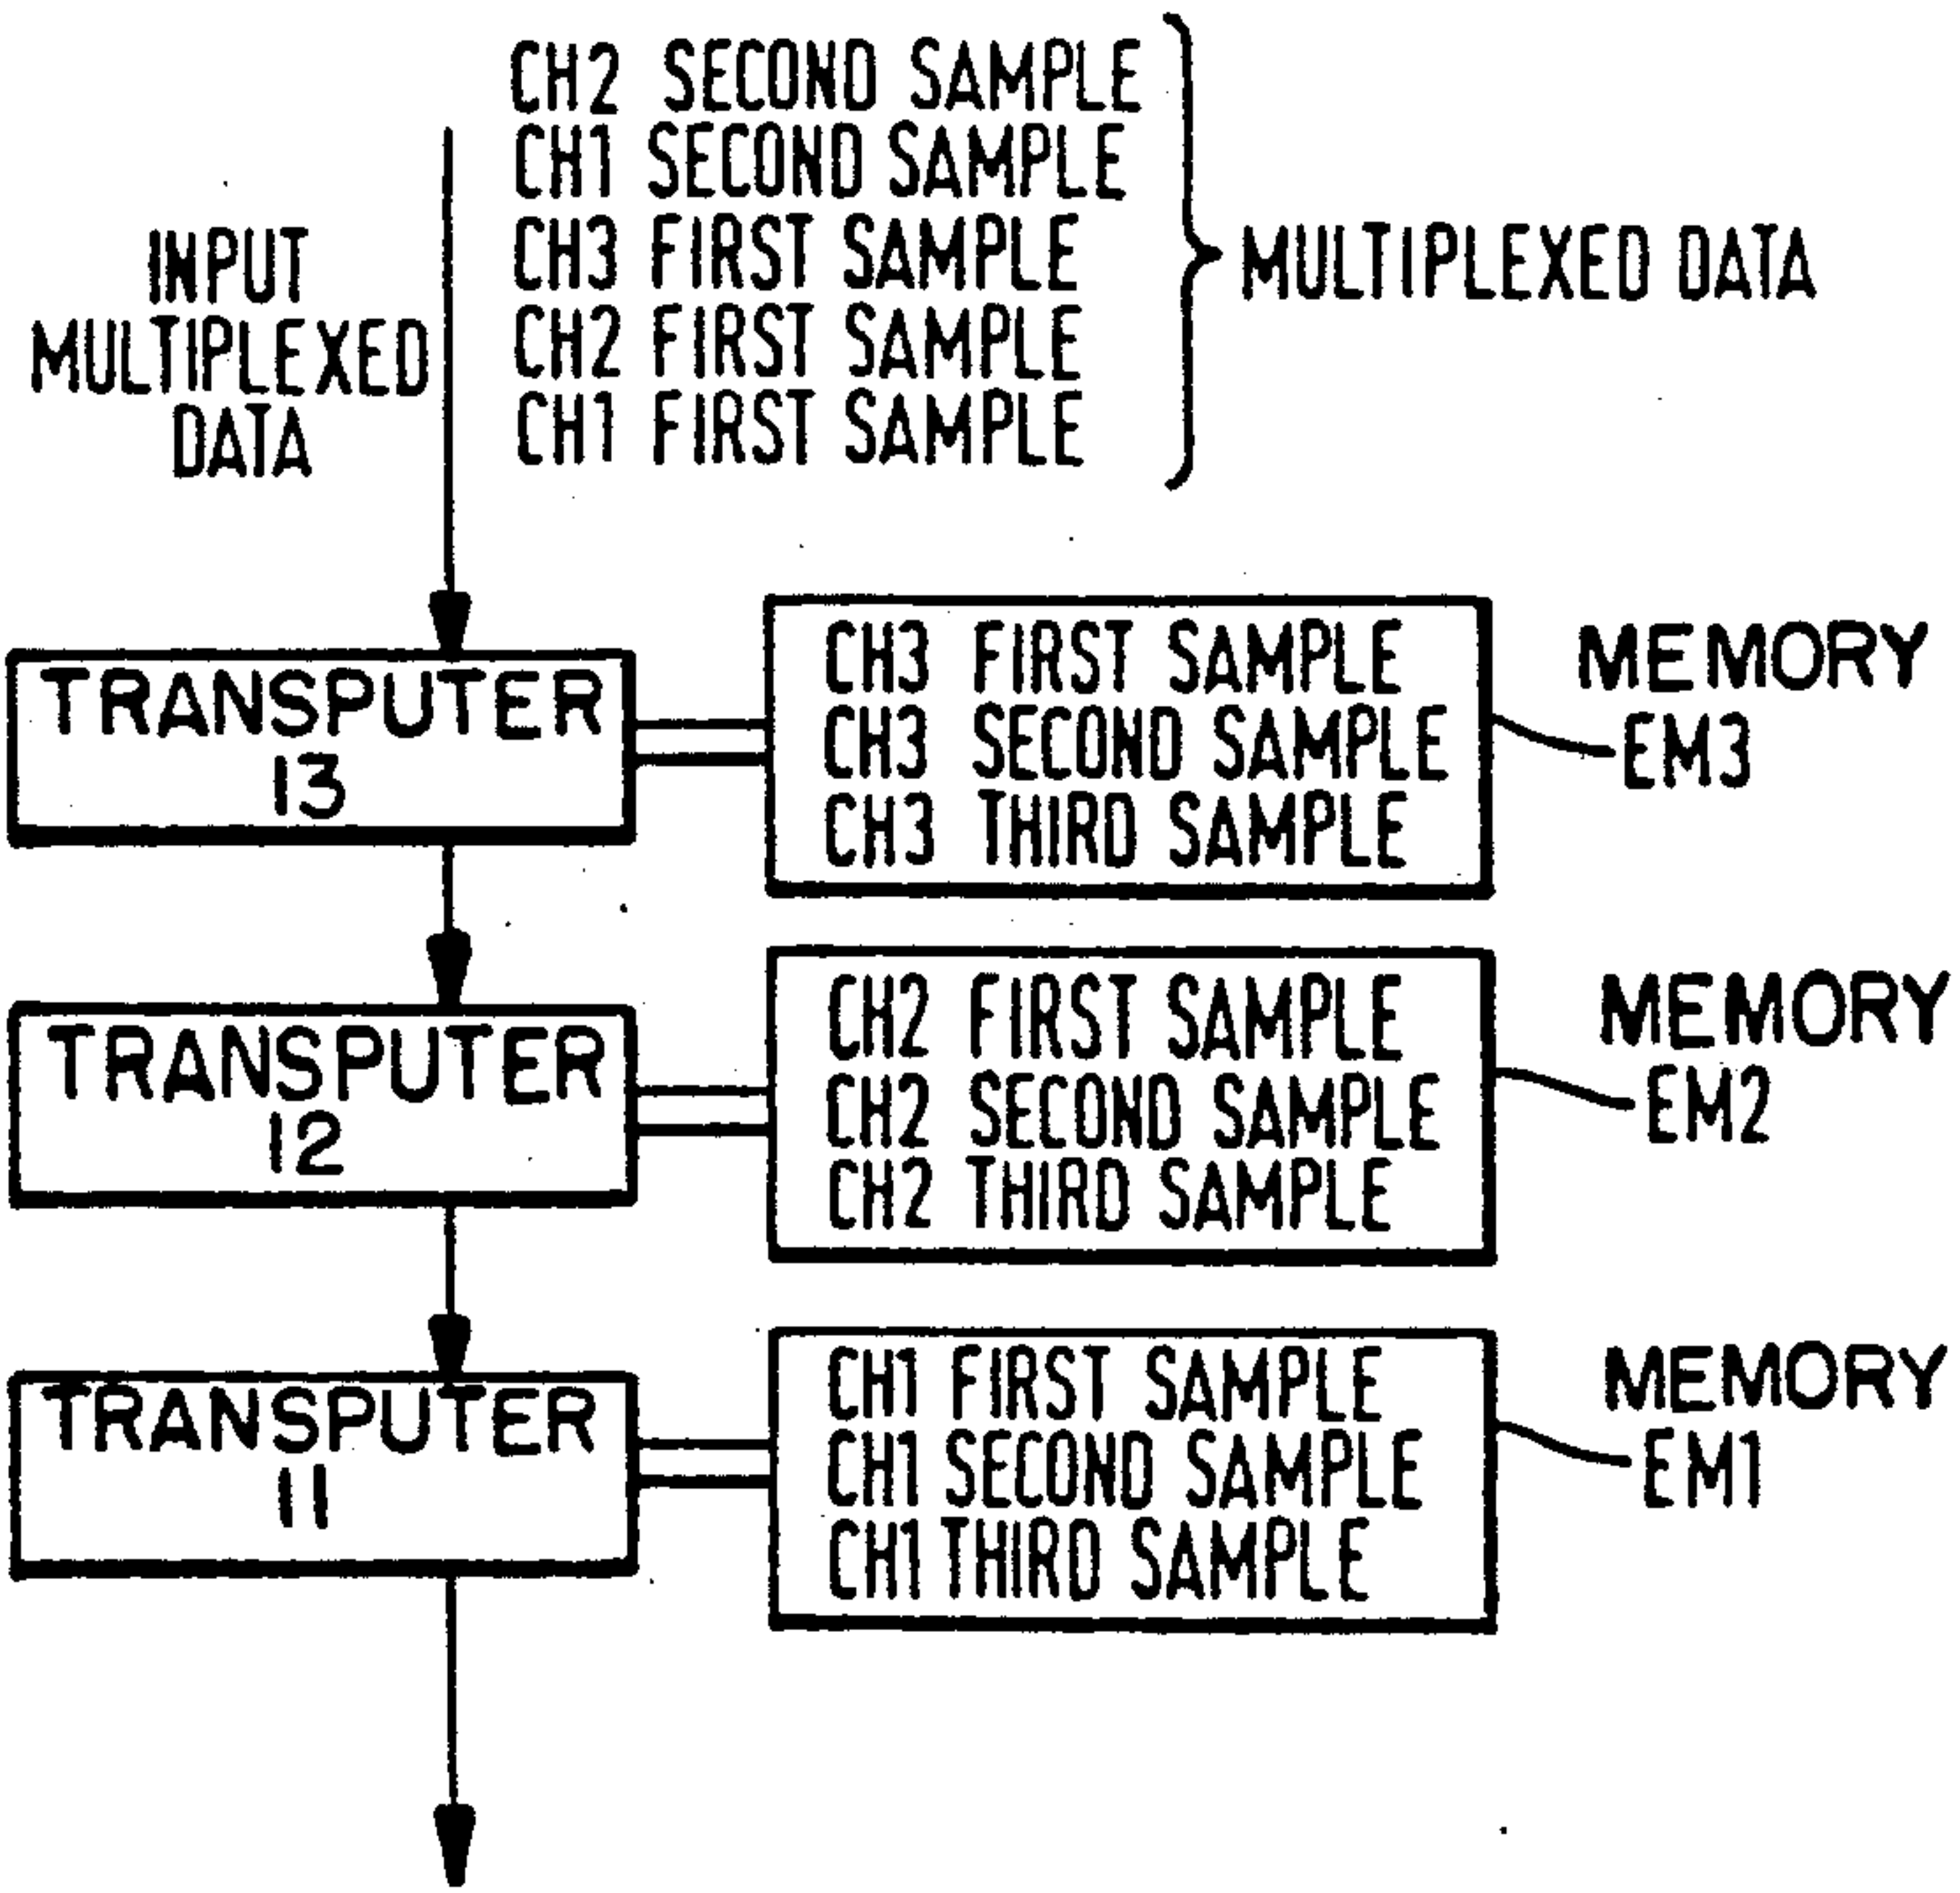 CH2 SECOND SAMPLE
CH1 SECOND SAMPLE
CH3 FIRST SAMPLE
CH2 FIRST SAMPLE
CH1 FIRST SAMPLE
MULTIPLEXED DATA
INPUT
MULTIPLEXED
DATA
TRANSPUTER
13
CH3 FIRST SAMPLE
CH3 SECOND SAMPLE
CH3 THIRD SAMPLE
MEMORY
EM3
TRANSPUTER
12
CH2 FIRST SAMPLE
CH2 SECOND SAMPLE
CH2 THIRD SAMPLE
MEMORY
EM2
TRANSPUTER
11
CH1 FIRST SAMPLE
CH1 SECOND SAMPLE
CH1 THIRD SAMPLE
MEMORY
EM1